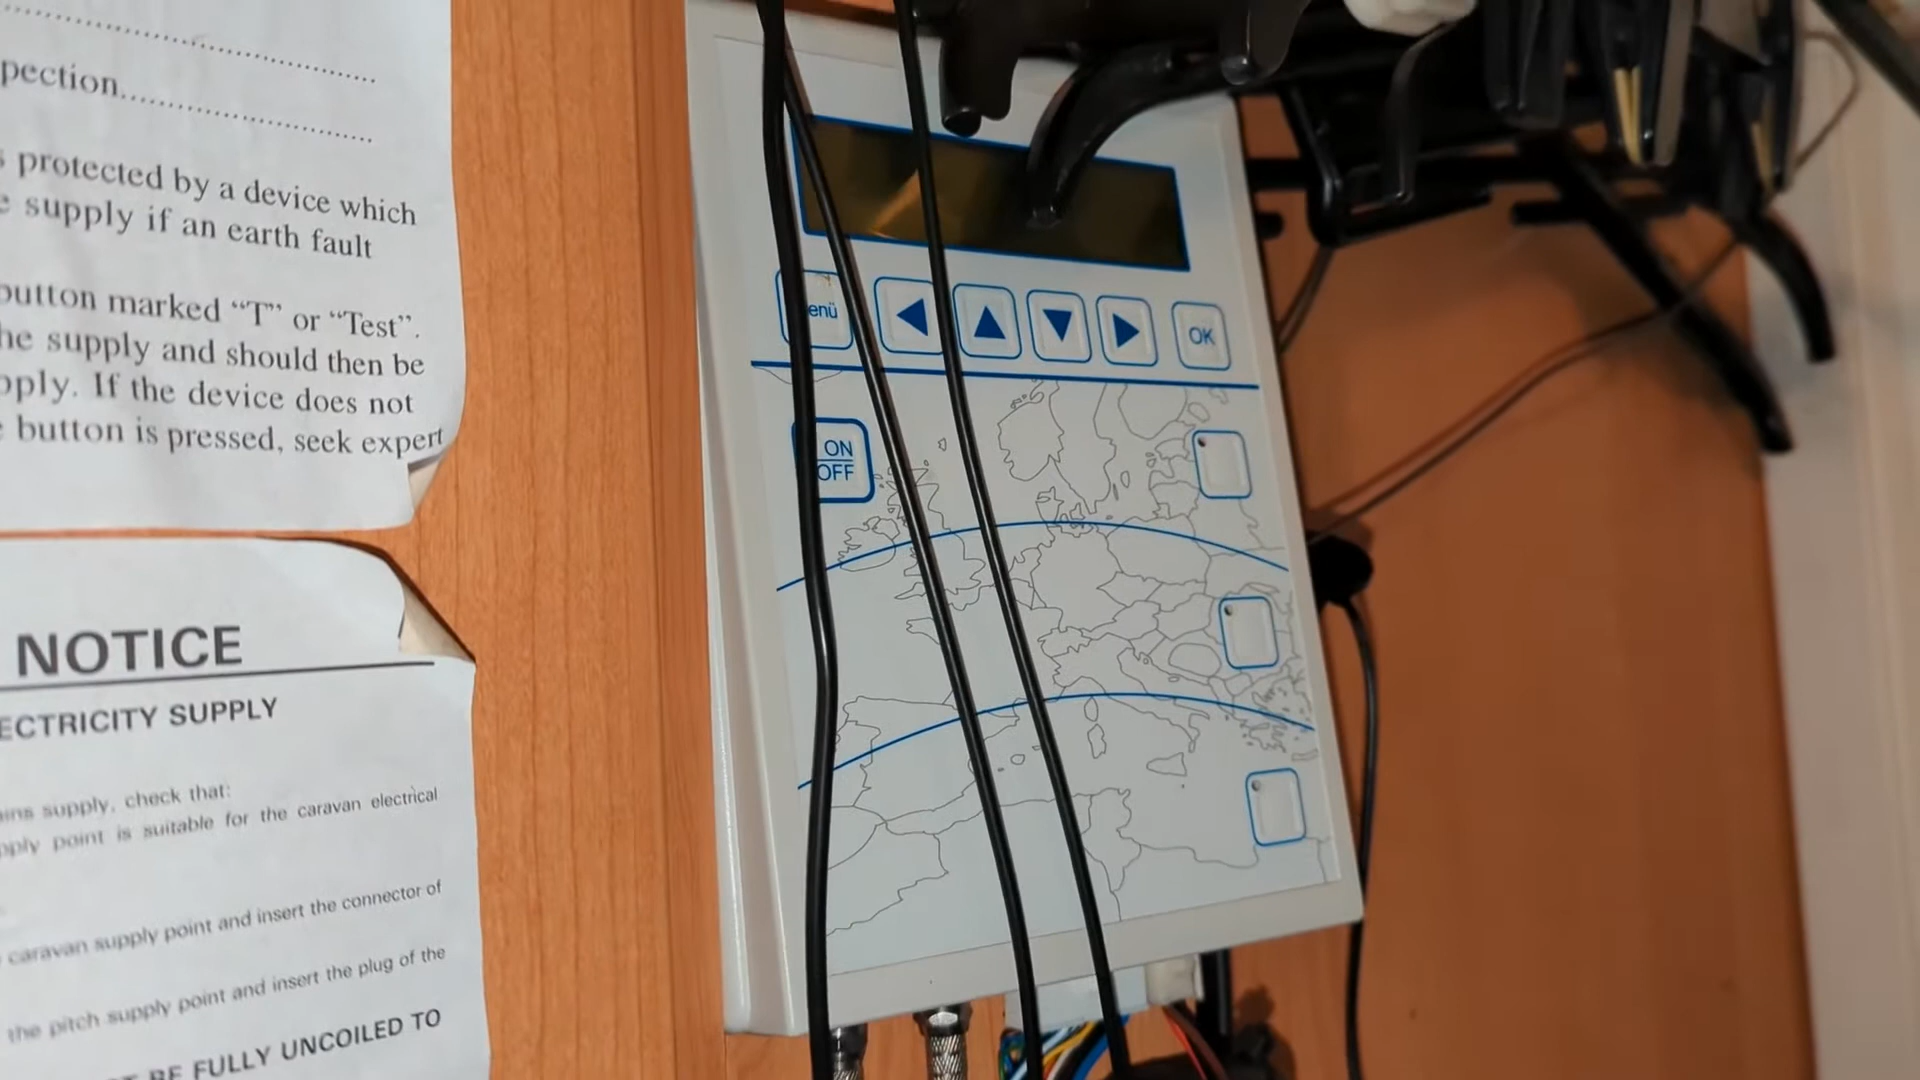 pection
protected by a device which
supply if an earth fault
button marked “T” or “Test”.
he supply and should then be
pply. If the device does not
button is pressed, seek expert
NOTICE
ECTRICITY SUPPLY
ins supply, check that:
pply point is suitable for the caravan electrical
caravan supply point and insert the connector of
the pitch supply point and insert the plug of the
BE FULLY UNCOILED TO
enü
OK
ON
OFF